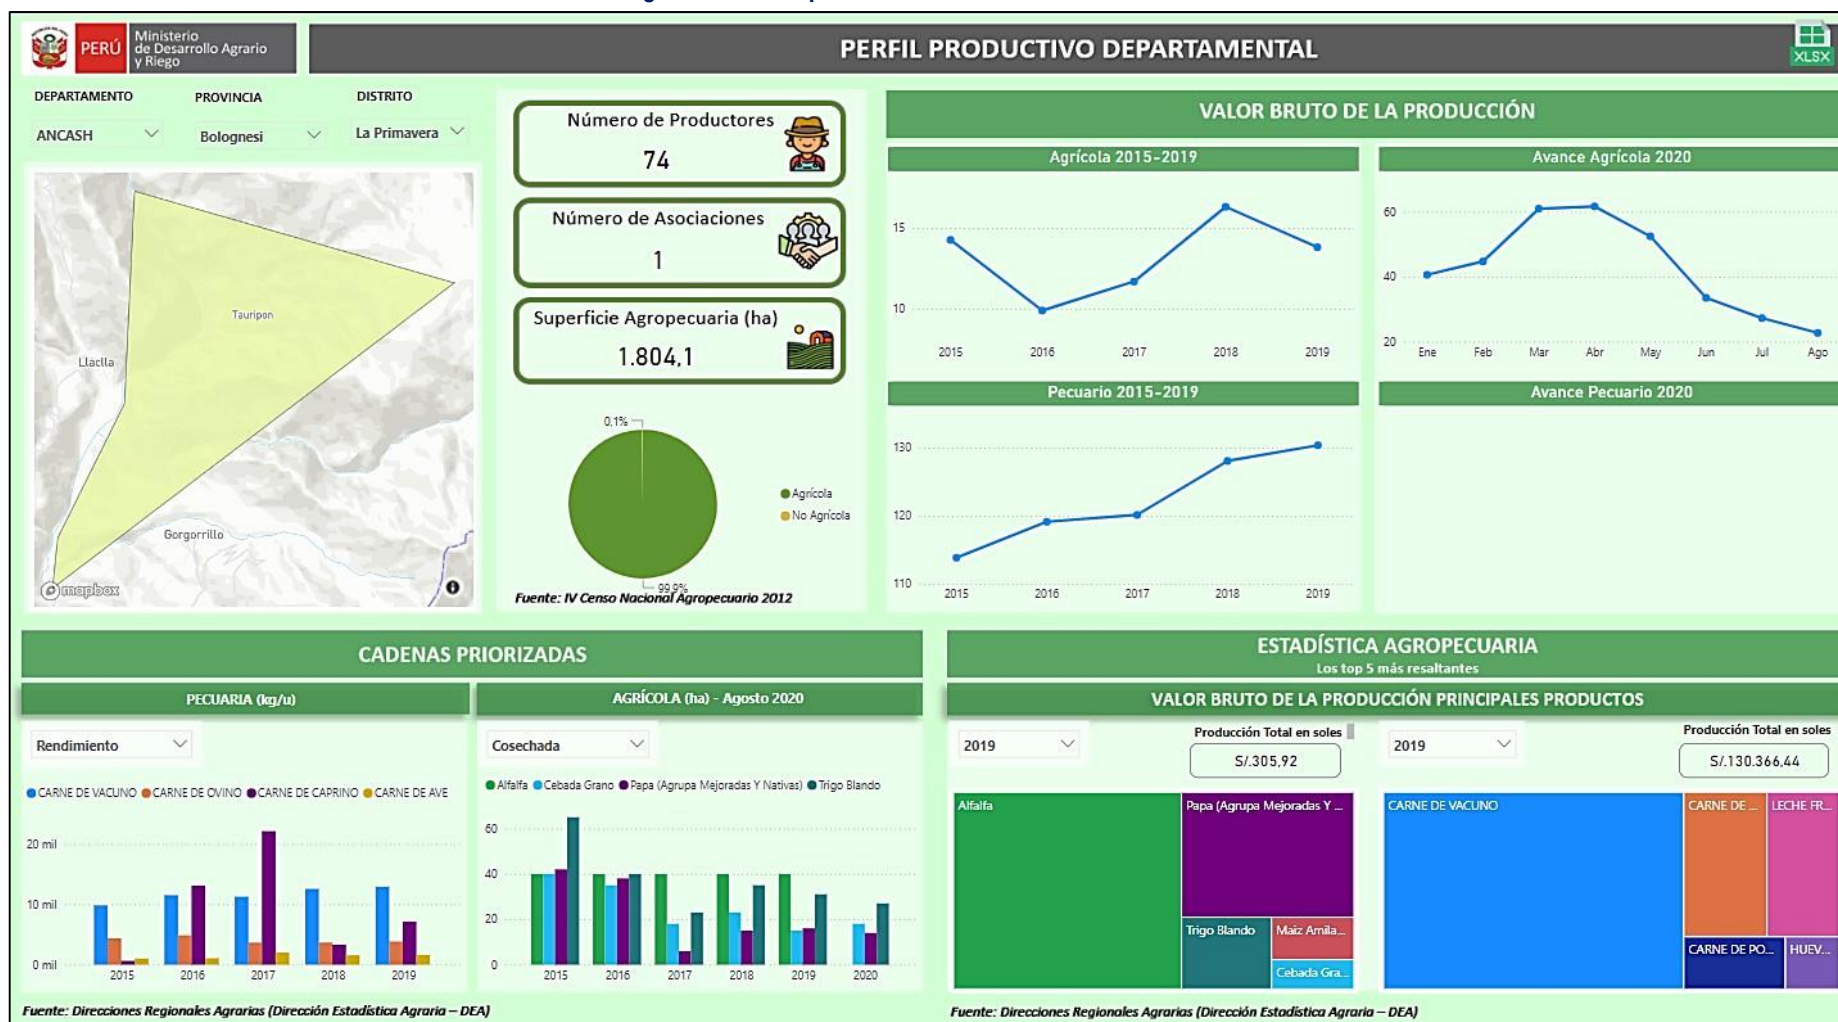 PERÚ
Ministerio
de Desarrollo Agrario
y Riego
PERFIL PRODUCTIVO DEPARTAMENTAL
XLSX
DEPARTAMENTO
PROVINCIA
DISTRITO
ANCASH
Bolognesi
La Primavera
Tauripon
Llaclla
Gorgorrillo
mapbox
Número de Productores
74
Número de Asociaciones
1
Superficie Agropecuaria (ha)
1.804,1
0,1%
Agrícola
No Agrícola
99,9%
Fuente: IV Censo Nacional Agropecuario 2012
VALOR BRUTO DE LA PRODUCCIÓN
Agrícola 2015-2019
15
10
2015 2016 2017 2018 2019
Avance Agrícola 2020
60
40
20
Ene Feb Mar Abr May Jun Jul Ago
Pecuario 2015-2019
130
120
110
2015 2016 2017 2018 2019
Avance Pecuario 2020
CADENAS PRIORIZADAS
PECUARIA (kg/u)
Rendimiento
CARNE DE VACUNO CARNE DE OVINO CARNE DE CAPRINO CARNE DE AVE
20 mil
10 mil
0 mil
2015 2016 2017 2018 2019
AGRÍCOLA (ha) - Agosto 2020
Cosechada
Alfalfa Cebada Grano Papa (Agrupa Mejoradas Y Nativas) Trigo Blando
60
40
20
0
2015 2016 2017 2018 2019 2020
Fuente: Direcciones Regionales Agrarias (Dirección Estadística Agraria – DEA)
ESTADÍSTICA AGROPECUARIA
Los top 5 más resaltantes
VALOR BRUTO DE LA PRODUCCIÓN PRINCIPALES PRODUCTOS
2019
Producción Total en soles
S/.305,92
Alfalfa
Papa (Agrupa Mejoradas Y ...
Trigo Blando
Maiz Amila...
Cebada Gra...
2019
Producción Total en soles
S/.130.366,44
CARNE DE VACUNO
CARNE DE ...
LECHE FR...
CARNE DE PO...
HUEV...
Fuente: Direcciones Regionales Agrarias (Dirección Estadística Agraria – DEA)